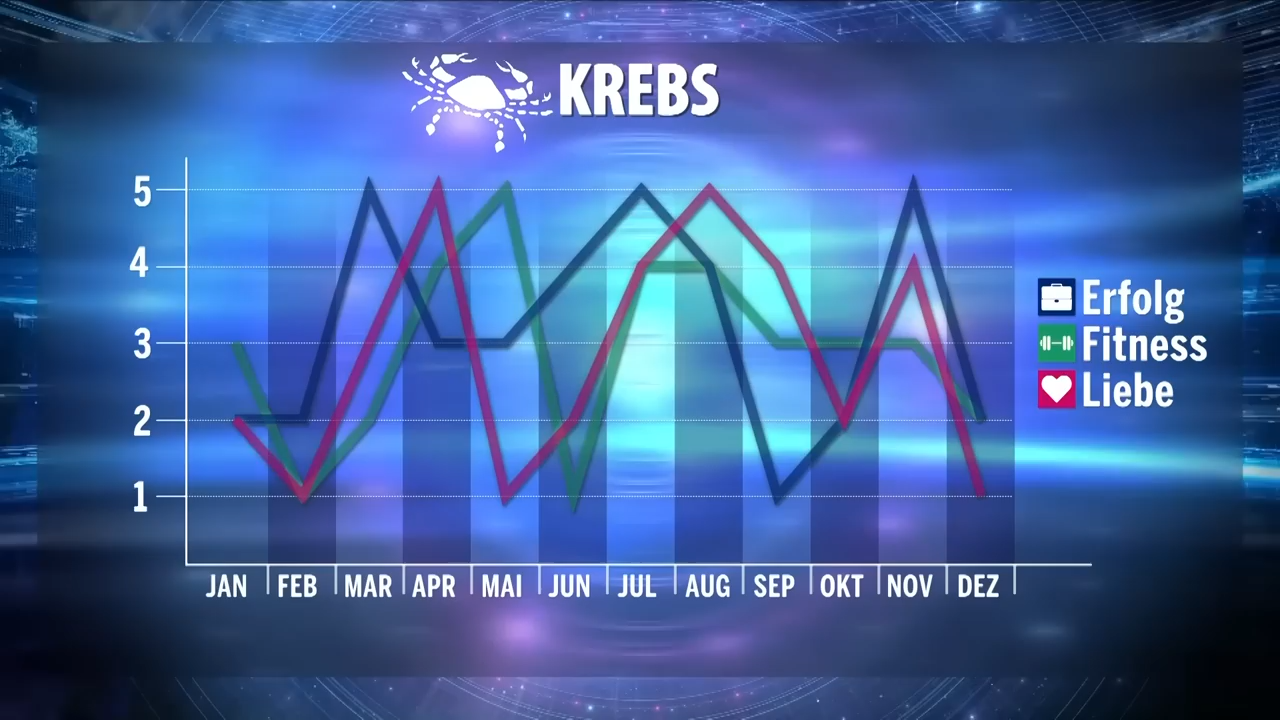 KREBS
5
4
3
2
1
JAN FEB MAR APR MAI JUN JUL AUG SEP OKT NOV DEZ
Erfolg
Fitness
Liebe